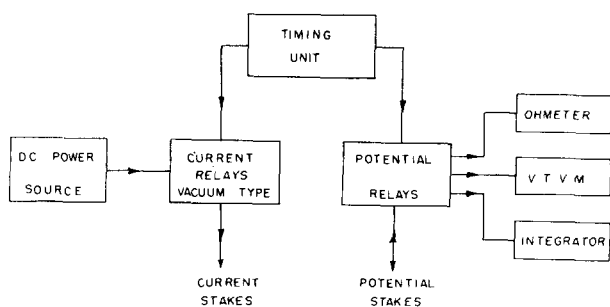 TIMING
UNIT
DC POWER
SOURCE
CURRENT
RELAYS
VACUUM TYPE
POTENTIAL
RELAYS
OHMETER
V T V M
INTEGRATOR
CURRENT
STAKES
POTENTIAL
STAKES